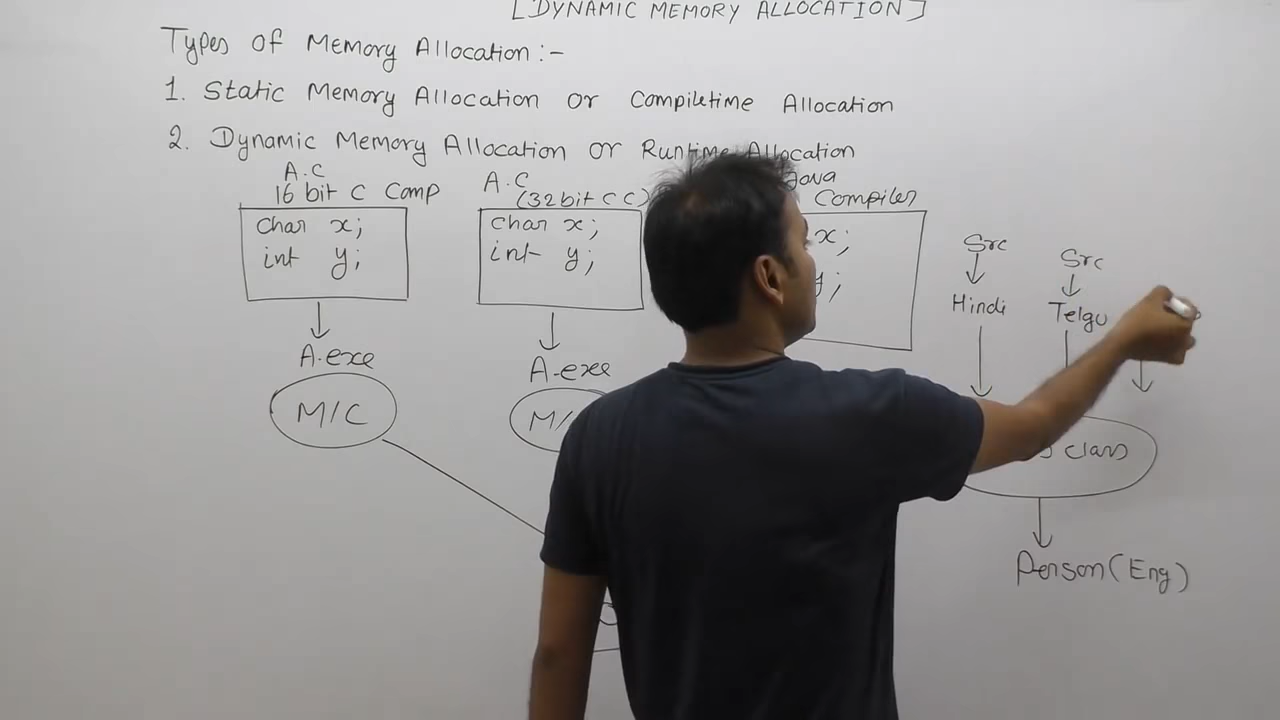 [DYNAMIC MEMORY ALLOCATION]
Types of Memory Allocation :-
1. Static Memory Allocation or Compiletime Allocation
2. Dynamic Memory Allocation or Runtime Allocation
A.C
16 bit C Comp
char x;
int y;
A.exe
M/C
A.C
(32 bit C C)
char x;
int y;
A.exe
Java
Compiler
x;
y;
Src
Hindi
Src
Telgu
class
Person (Eng)